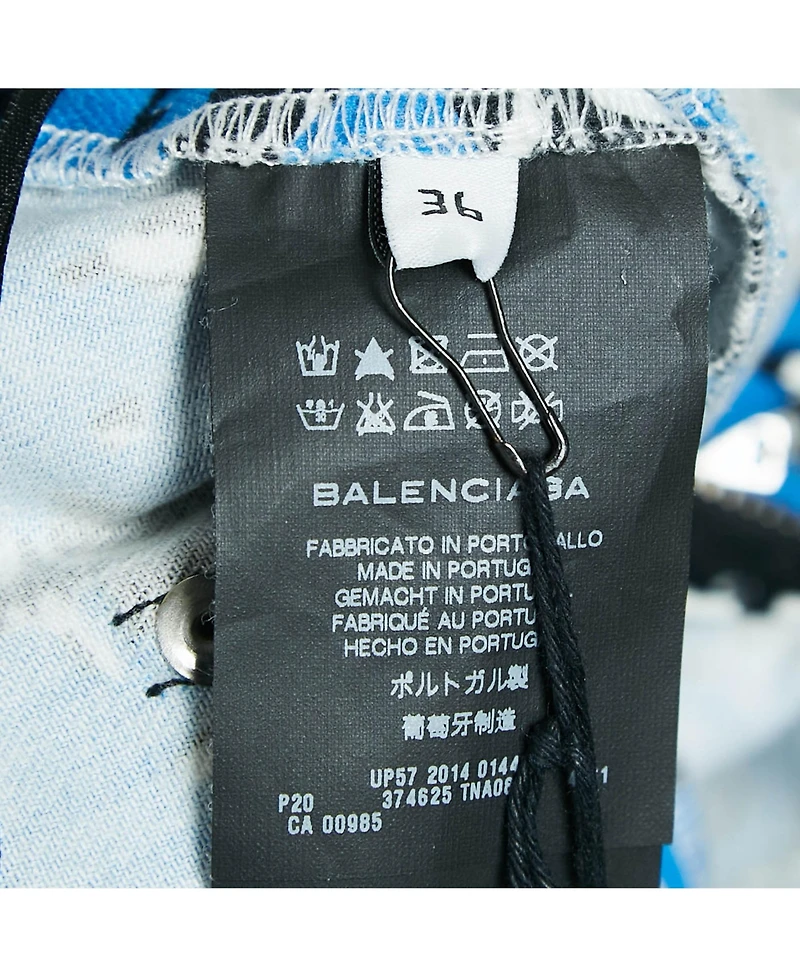 36
BALENCIAGA
FABBRICATO IN PORTOGALLO
MADE IN PORTUG
GEMACHT IN PORTU
FABRIQUÉ AU PORTU
HECHO EN PORTUG
ポルトガル製
葡萄牙制造
UP57 2014 0144
374625 TNA08
P20
CA 00985